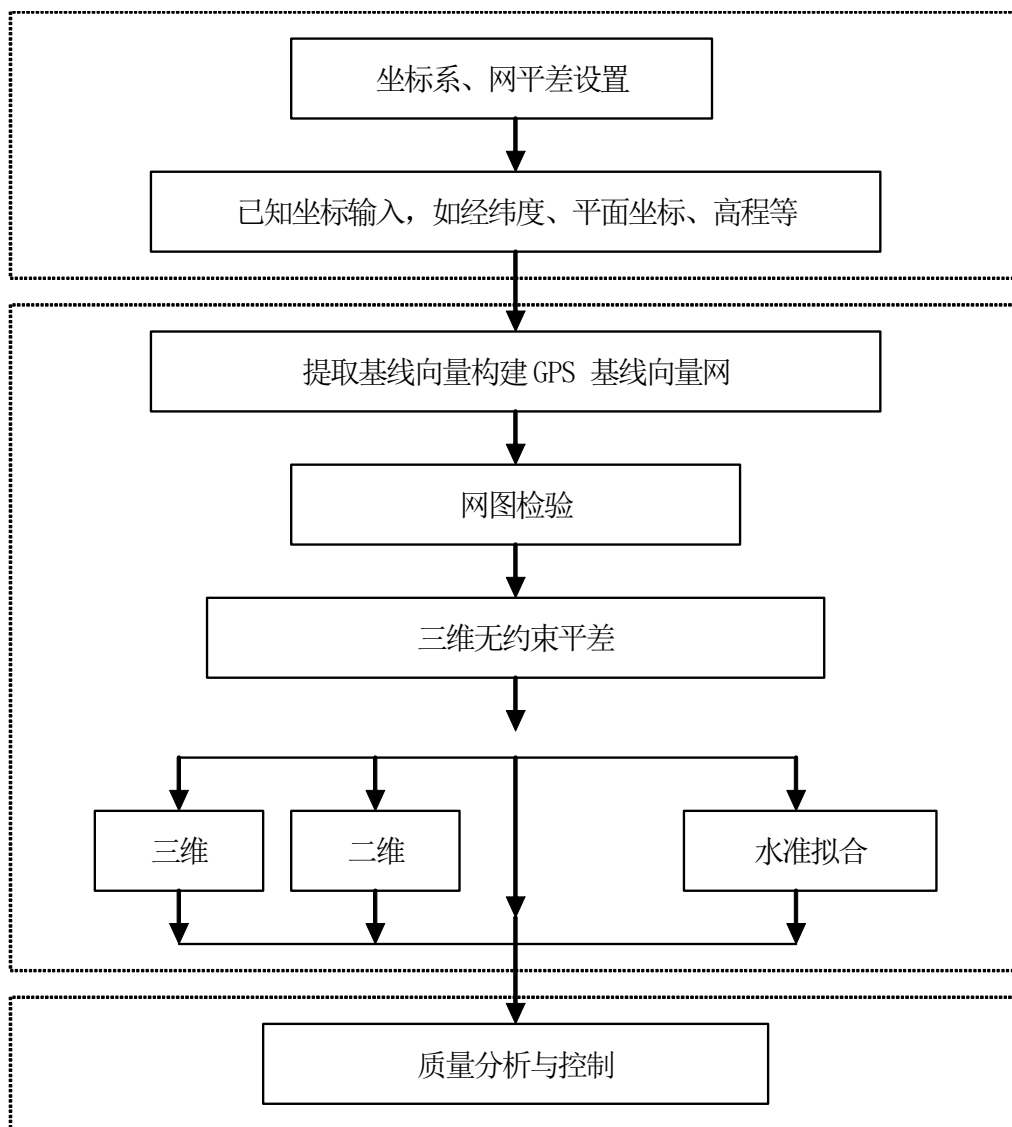 坐标系、网平差设置
已知坐标输入，如经纬度、平面坐标、高程等
提取基线向量构建GPS 基线向量网
网图检验
三维无约束平差
三维
二维
水准拟合
质量分析与控制